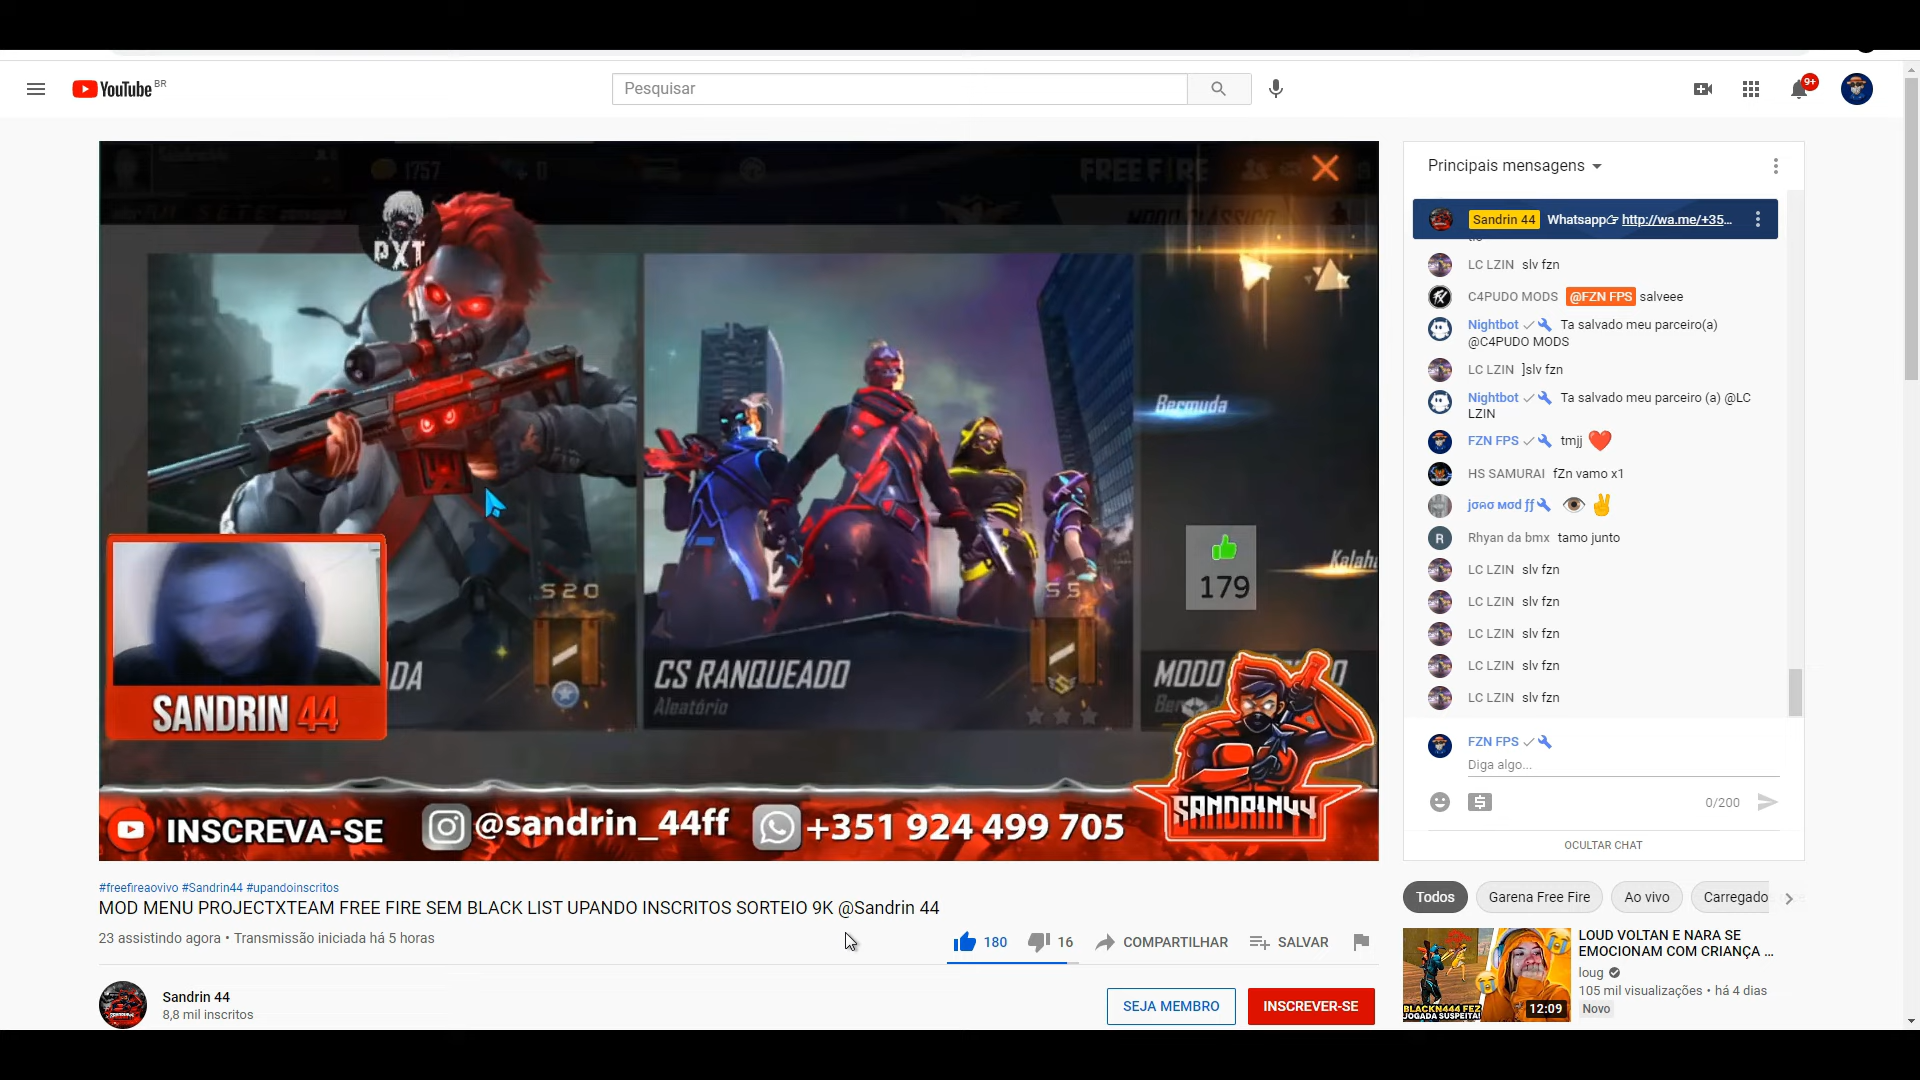 YouTube BR
Pesquisar
9+
1757
FREE FIRE
PXT
Bermuda
179
S20
S5
CS RANQUEADO
Aleatório
MODO
SANDRIN 44
SANDRIN44
INSCREVA-SE @sandrin_44ff +351 924 499 705
#freefireaovivo #Sandrin44 #upandoinscritos
MOD MENU PROJECTXTEAM FREE FIRE SEM BLACK LIST UPANDO INSCRITOS SORTEIO 9K @Sandrin 44
23 assistindo agora • Transmissão iniciada há 5 horas
180 16 COMPARTILHAR SALVAR
Sandrin 44
8,8 mil inscritos
SEJA MEMBRO INSCREVER-SE
Principais mensagens
Sandrin 44 Whatsapp👉 http://wa.me/+35...
LC LZIN slv fzn
C4PUDO MODS @FZN FPS salveee
Nightbot Ta salvado meu parceiro(a)
@C4PUDO MODS
LC LZIN ]slv fzn
Nightbot Ta salvado meu parceiro (a) @LC
LZIN
FZN FPS tmjj ❤️
HS SAMURAI fZn vamo x1
R Rhyan da bmx tamo junto
LC LZIN slv fzn
LC LZIN slv fzn
LC LZIN slv fzn
LC LZIN slv fzn
LC LZIN slv fzn
FZN FPS
Diga algo...
0/200
OCULTAR CHAT
Todos Garena Free Fire Ao vivo Carregado
LOUD VOLTAN E NARA SE
EMOCIONAM COM CRIANÇA ...
loug
105 mil visualizações • há 4 dias
Novo
BLACKN444 FEZ
JOGADA SUSPEITA!
12:09